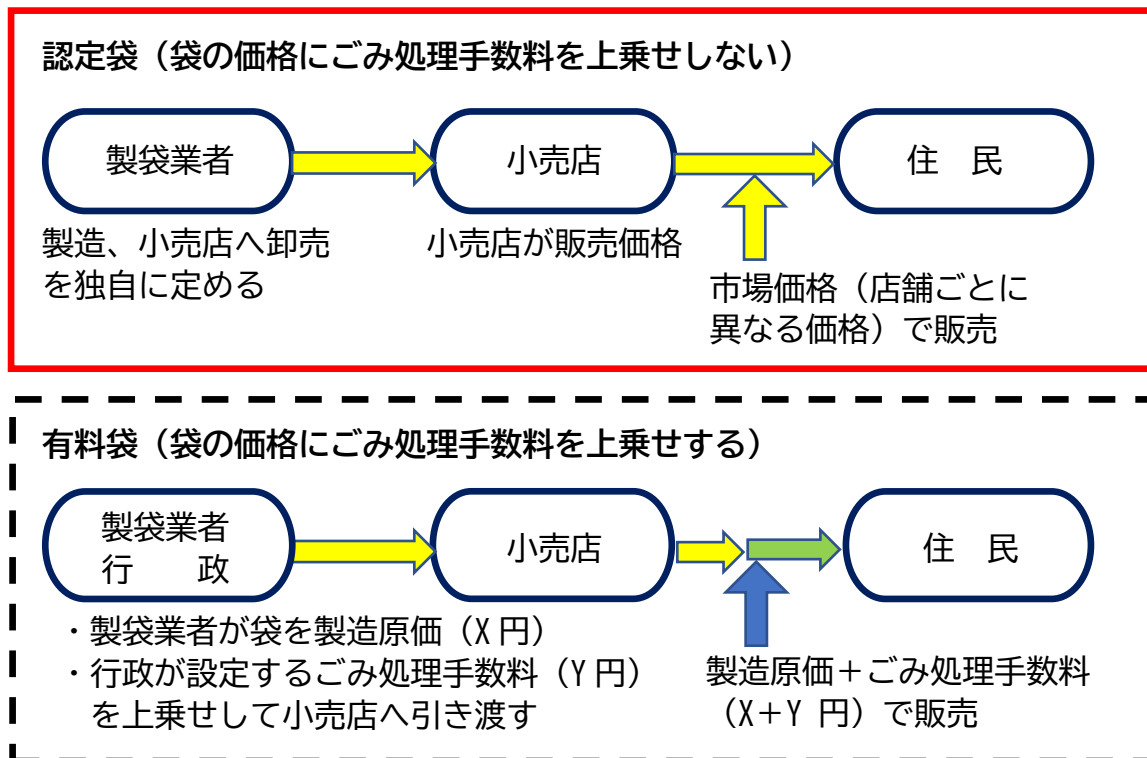 認定袋（袋の価格にごみ処理手数料を上乗せしない）
製袋業者
小売店
住　民
製造、小売店へ卸売
を独自に定める
小売店が販売価格
市場価格（店舗ごとに
異なる価格）で販売
有料袋（袋の価格にごみ処理手数料を上乗せする）
製袋業者
行　　政
小売店
住　民
・製袋業者が袋を製造原価（X 円）
・行政が設定するごみ処理手数料（Y 円）
を上乗せして小売店へ引き渡す
製造原価＋ごみ処理手数料
（X＋Y 円）で販売